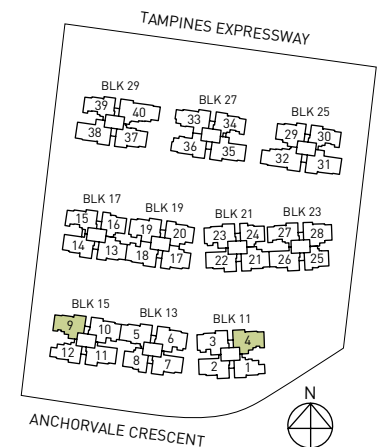 TAMPINES EXPRESSWAY
BLK 29
BLK 27
BLK 25
39 40
38 37
33 34
36 35
29 30
32 31
BLK 17
BLK 19
BLK 21
BLK 23
15 16 19 20
14 13 18 17
23 24 27 28
22 21 26 25
BLK 15
BLK 13
BLK 11
9 10 5 6
12 11 8 7
3 4
2 1
N
ANCHORVALE CRESCENT